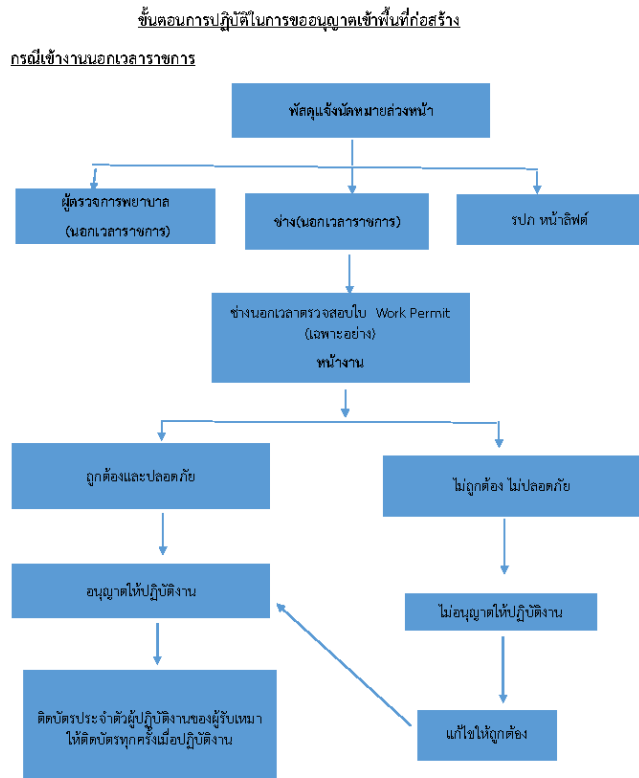 ขั้นตอนการปฏิบัติในการขออนุญาตเข้าพื้นที่ก่อสร้าง
กรณีเข้างานนอกเวลาราชการ
พัสดุแจ้งนัดหมายล่วงหน้า
ผู้ตรวจการพยาบาล
(นอกเวลาราชการ)
ช่าง(นอกเวลาราชการ)
รปภ หน้าลิฟต์
ช่างนอกเวลาตรวจสอบใบ Work Permit
(เฉพาะอย่าง)
หน้างาน
ถูกต้องและปลอดภัย
ไม่ถูกต้อง ไม่ปลอดภัย
อนุญาตให้ปฏิบัติงาน
ไม่อนุญาตให้ปฏิบัติงาน
ติดบัตรประจำตัวผู้ปฏิบัติงานของผู้รับเหมา
ให้ติดบัตรทุกครั้งเมื่อปฏิบัติงาน
แก้ไขให้ถูกต้อง